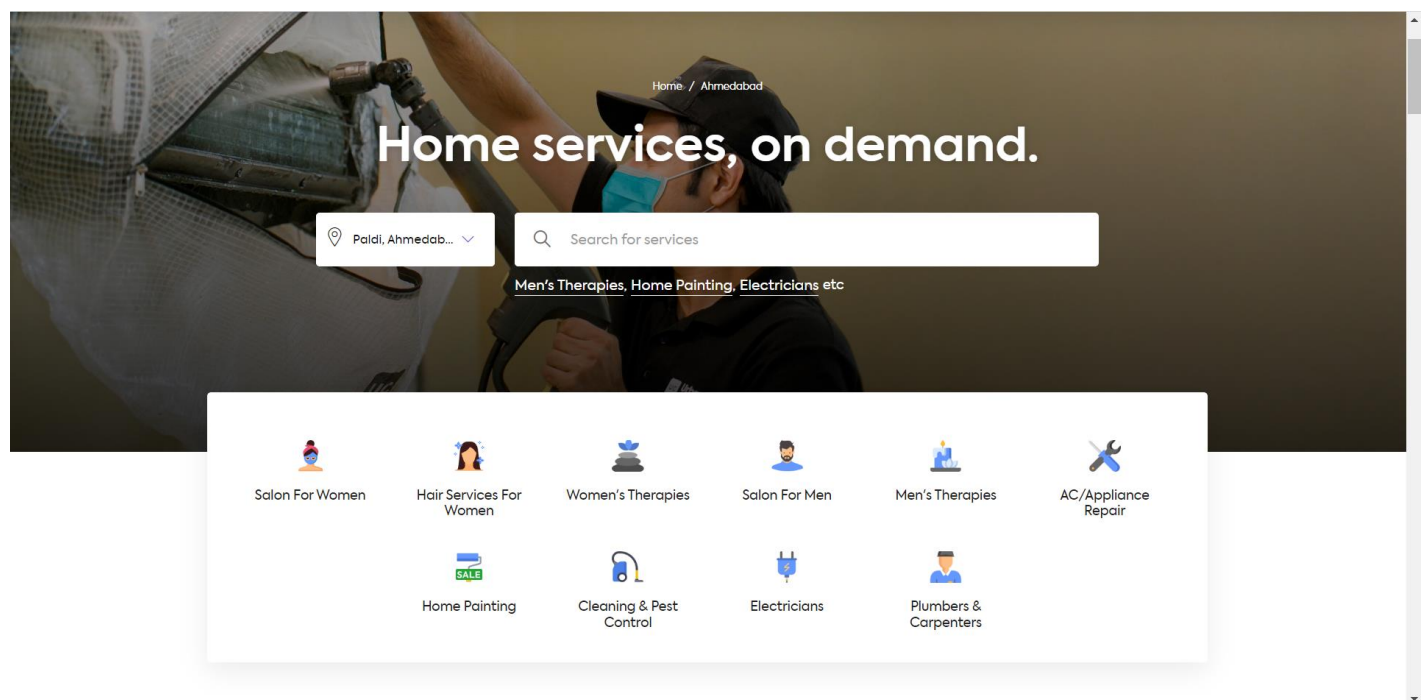 Home / Ahmedabad
Home services, on demand.
Paldi, Ahmedab...
Search for services
Men's Therapies, Home Painting, Electricians etc
Salon For Women
Hair Services For
Women
Women's Therapies
Salon For Men
Men's Therapies
AC/Appliance
Repair
SALE
Home Painting
Cleaning & Pest
Control
Electricians
Plumbers &
Carpenters